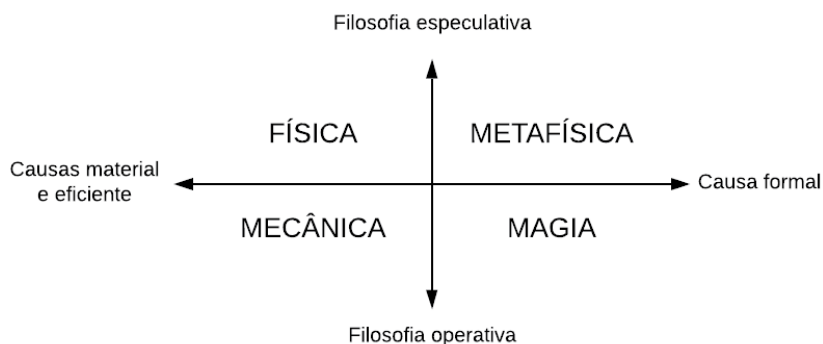 Filosofia especulativa
FÍSICA
METAFÍSICA
Causas material
e eficiente
Causa formal
MECÂNICA
MAGIA
Filosofia operativa